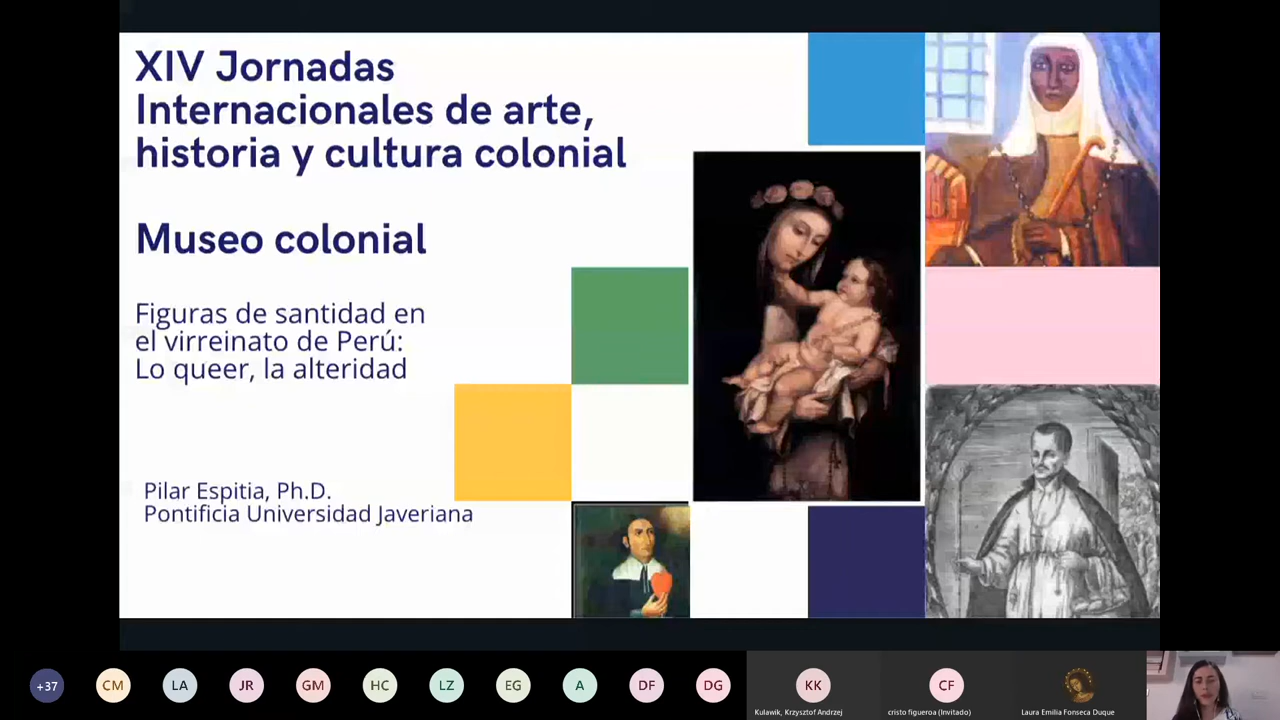 XIV Jornadas
Internacionales de arte,
historia y cultura colonial
Museo colonial
Figuras de santidad en
el virreinato de Perú:
Lo queer, la alteridad
Pilar Espitia, Ph.D.
Pontificia Universidad Javeriana
+37
CM
LA
JR
GM
HC
LZ
EG
A
DF
DG
KK
CF
Kulawik, Krzysztof Andrzej
cristo figueroa (Invitado)
Laura Emilia Fonseca Duque